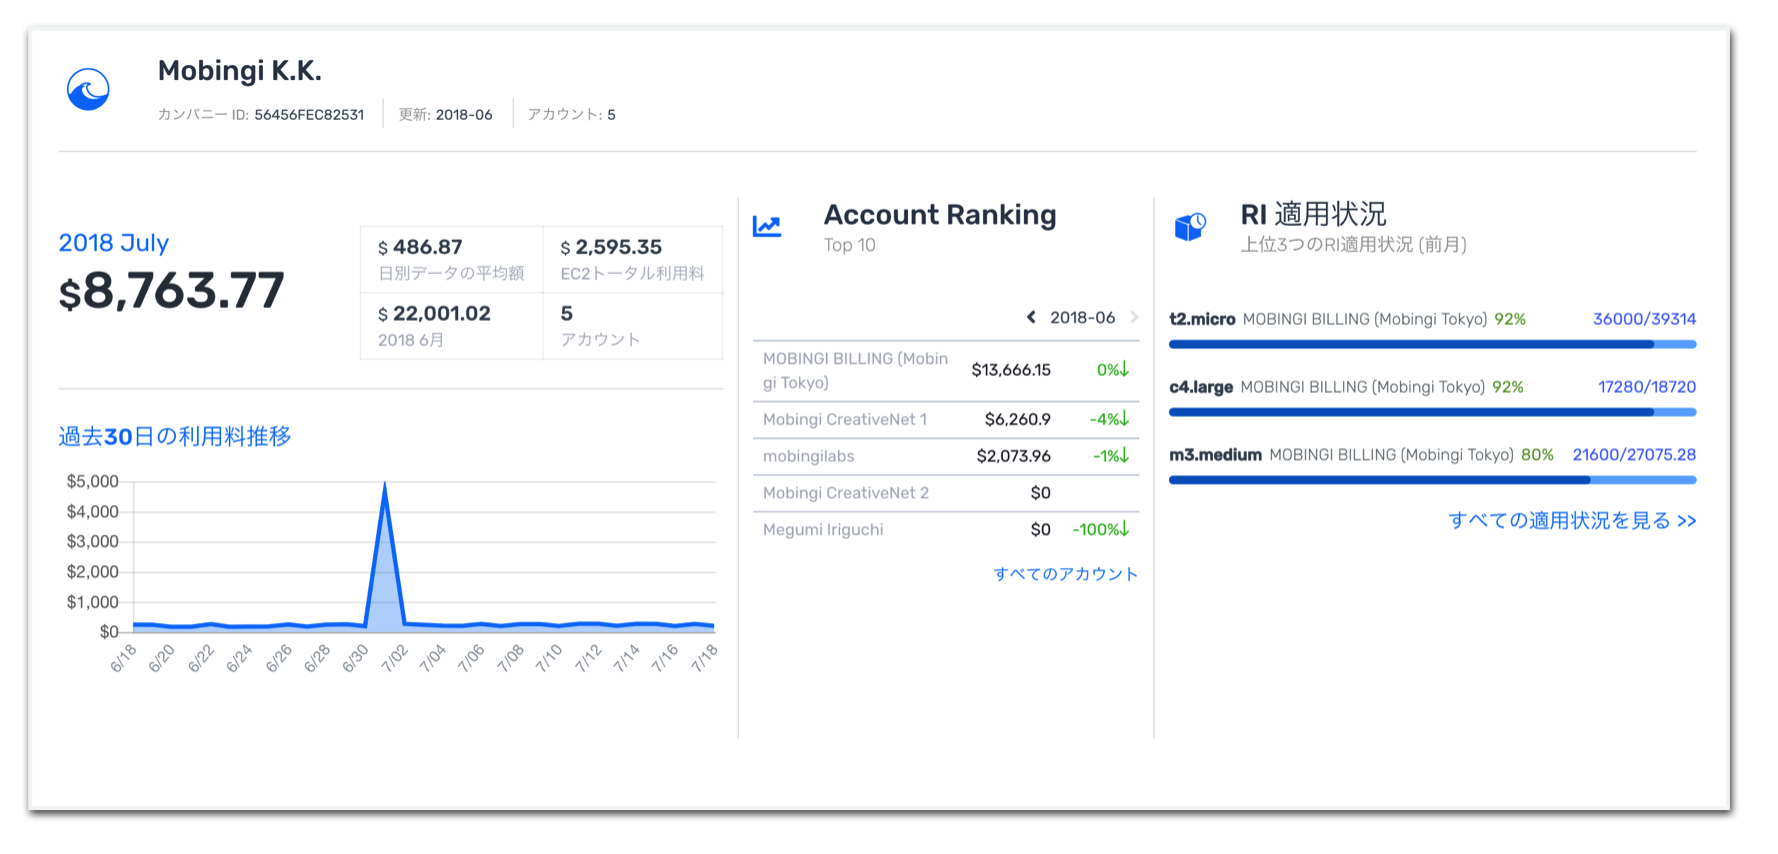 Mobingi K.K.
カンパニー ID: 56456FEC82531
更新: 2018-06
アカウント: 5
2018 July
$8,763.77
$ 486.87
日別データの平均額
$ 2,595.35
EC2トータル利用料
$ 22,001.02
2018 6月
5
アカウント
過去30日の利用料推移
$5,000
$4,000
$3,000
$2,000
$1,000
$0
6/18
6/20
6/22
6/24
6/26
6/28
6/30
7/02
7/04
7/06
7/08
7/10
7/12
7/14
7/16
7/18
Account Ranking
Top 10
2018-06
MOBINGI BILLING (Mobin
gi Tokyo)
$13,666.15
0%↓
Mobingi CreativeNet 1
$6,260.9
-4%↓
mobingilabs
$2,073.96
-1%↓
Mobingi CreativeNet 2
$0
Megumi Iriguchi
$0
-100%↓
すべてのアカウント
RI 適用状況
上位3つのRI適用状況 (前月)
t2.micro MOBINGI BILLING (Mobingi Tokyo) 92% 36000/39314
c4.large MOBINGI BILLING (Mobingi Tokyo) 92% 17280/18720
m3.medium MOBINGI BILLING (Mobingi Tokyo) 80% 21600/27075.28
すべての適用状況を見る >>